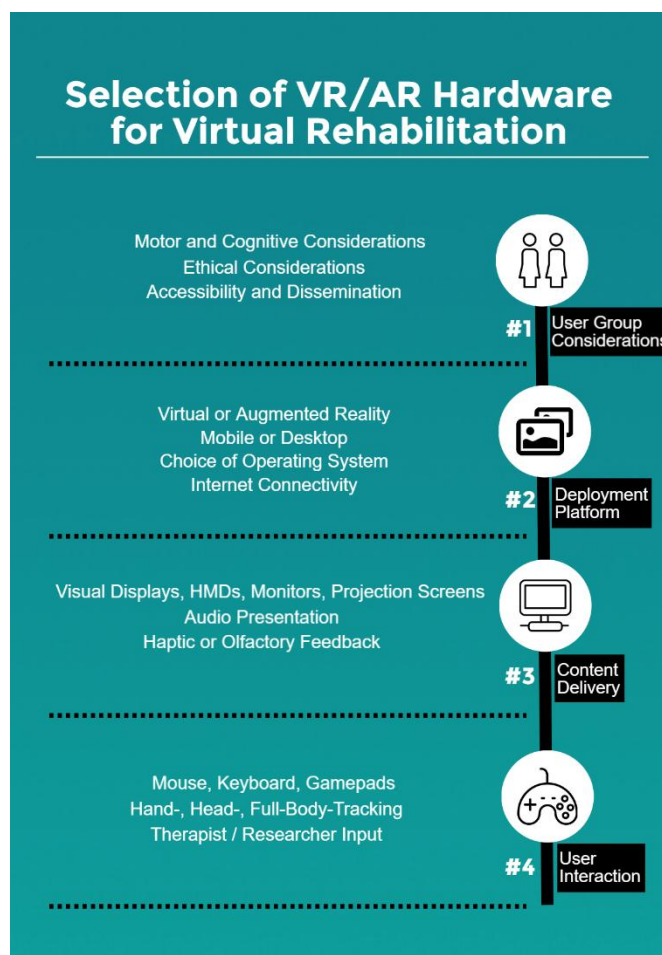 Selection of VR/AR Hardware
for Virtual Rehabilitation
Motor and Cognitive Considerations
Ethical Considerations
Accessibility and Dissemination
#1
User Group
Considerations
Virtual or Augmented Reality
Mobile or Desktop
Choice of Operating System
Internet Connectivity
#2
Deployment
Platform
Visual Displays, HMDs, Monitors, Projection Screens
Audio Presentation
Haptic or Olfactory Feedback
#3
Content
Delivery
Mouse, Keyboard, Gamepads
Hand-, Head-, Full-Body-Tracking
Therapist / Researcher Input
#4
User
Interaction